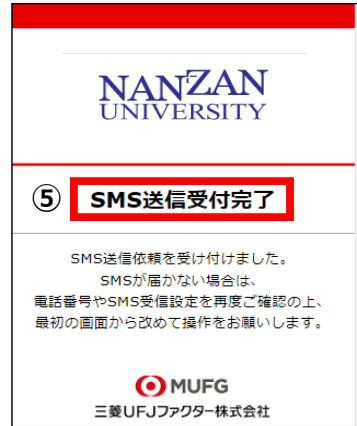 NANZAN
UNIVERSITY
⑤ SMS送信受付完了
SMS送信依頼を受け付けました。
SMSが届かない場合は、
電話番号やSMS受信設定を再度ご確認の上、
最初の画面から改めて操作をお願いします。
MUFG
三菱UFJファクター株式会社